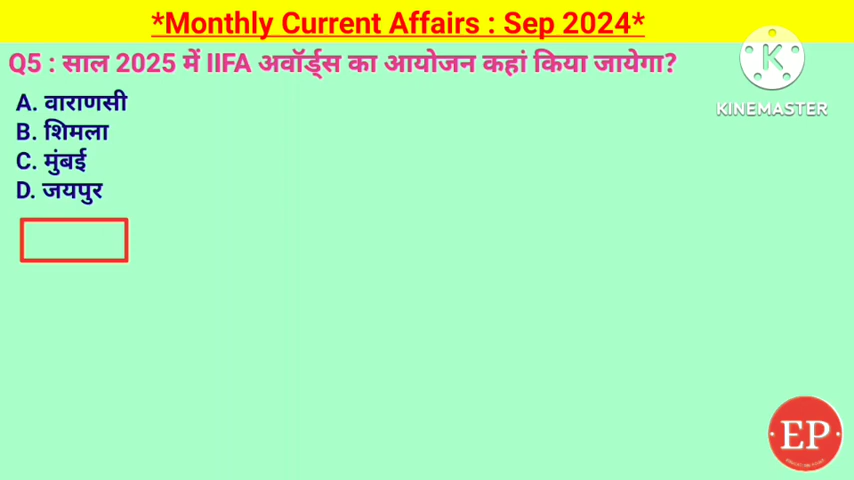 *Monthly Current Affairs : Sep 2024*
Q5 : साल 2025 में IIFA अवॉर्ड्स का आयोजन कहां किया जायेगा?
KINEMASTER
A. वाराणसी
B. शिमला
C. मुंबई
D. जयपुर
EP